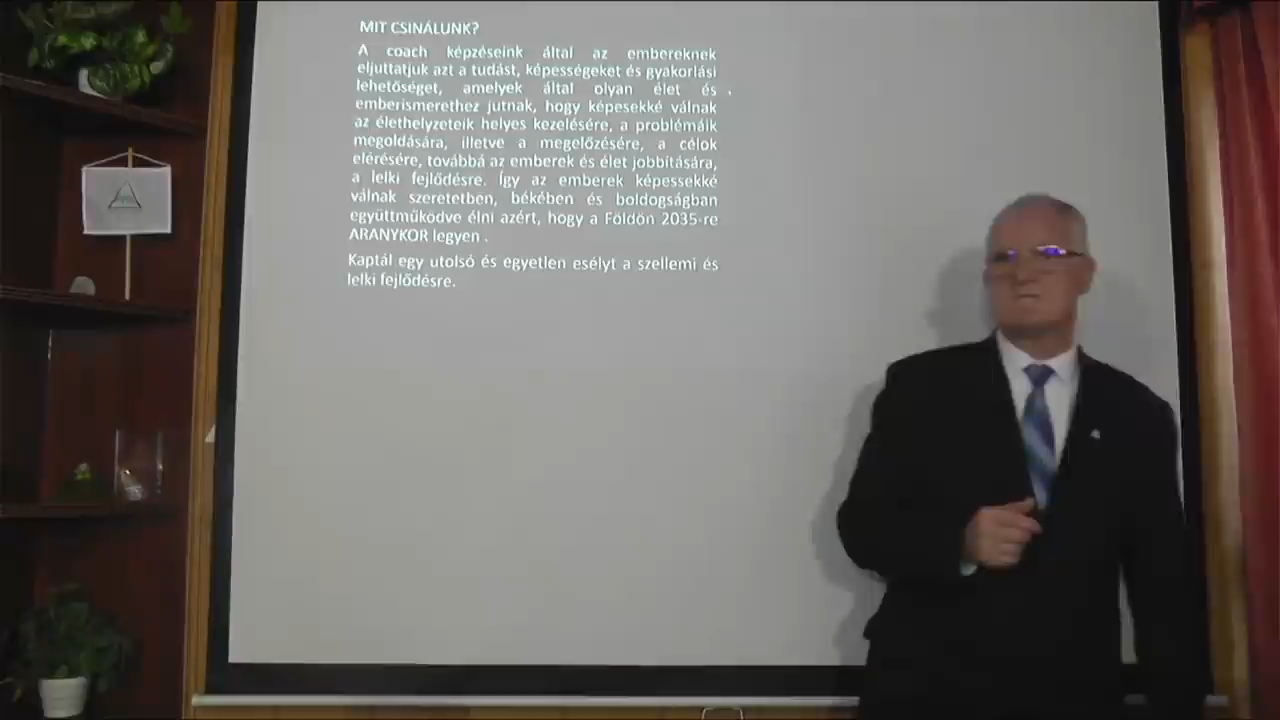 MIT CSINÁLUNK?
A coach képzéseink által az embereknek
eljuttatjuk azt a tudást, képességeket és gyakorlási
lehetőséget, amelyek által olyan élet és
emberismerethez jutnak, hogy képesekké válnak
az élethelyzeteik helyes kezelésére, a problémáik
megoldására, illetve a megelőzésére, a célok
elérésére, továbbá az emberek és élet jobbítására,
a lelki fejlődésre. Így az emberek képessekké
válnak szeretetben, békében és boldogságban
együttműködve élni azért, hogy a Földön 2035-re
ARANYKOR legyen .
Kaptál egy utolsó és egyetlen esélyt a szellemi és
lelki fejlődésre.